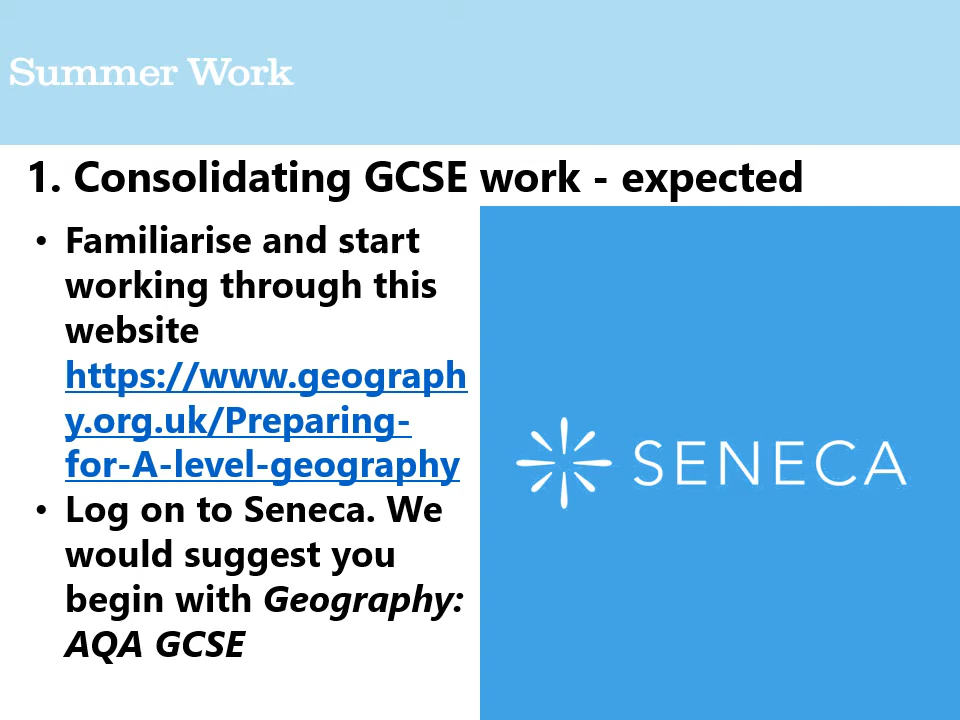 Summer Work
1. Consolidating GCSE work - expected
• Familiarise and start
working through this
website
https://www.geograph
y.org.uk/Preparing-
for-A-level-geography
• Log on to Seneca. We
would suggest you
begin with Geography:
AQA GCSE
SENECA